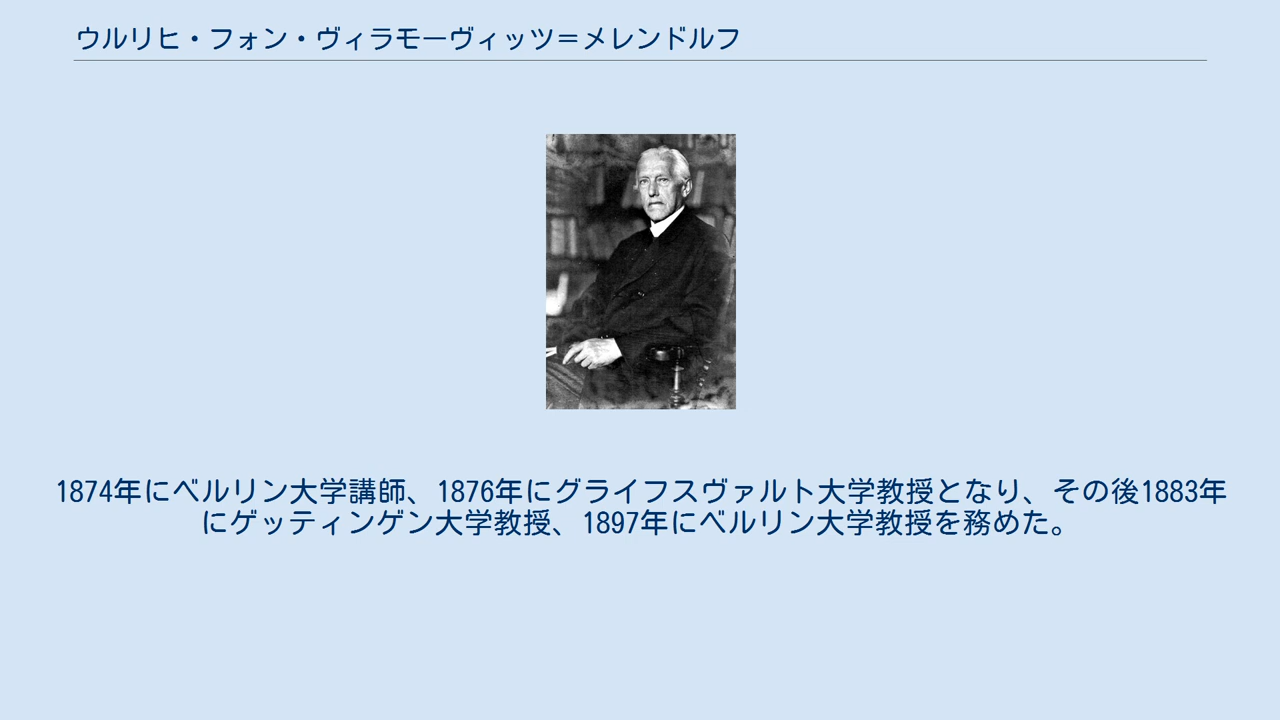 ウルリヒ・フォン・ヴィラモーヴィッツ＝メレンドルフ
1874年にベルリン大学講師、1876年にグライフスヴァルト大学教授となり、その後1883年
にゲッティンゲン大学教授、1897年にベルリン大学教授を務めた。